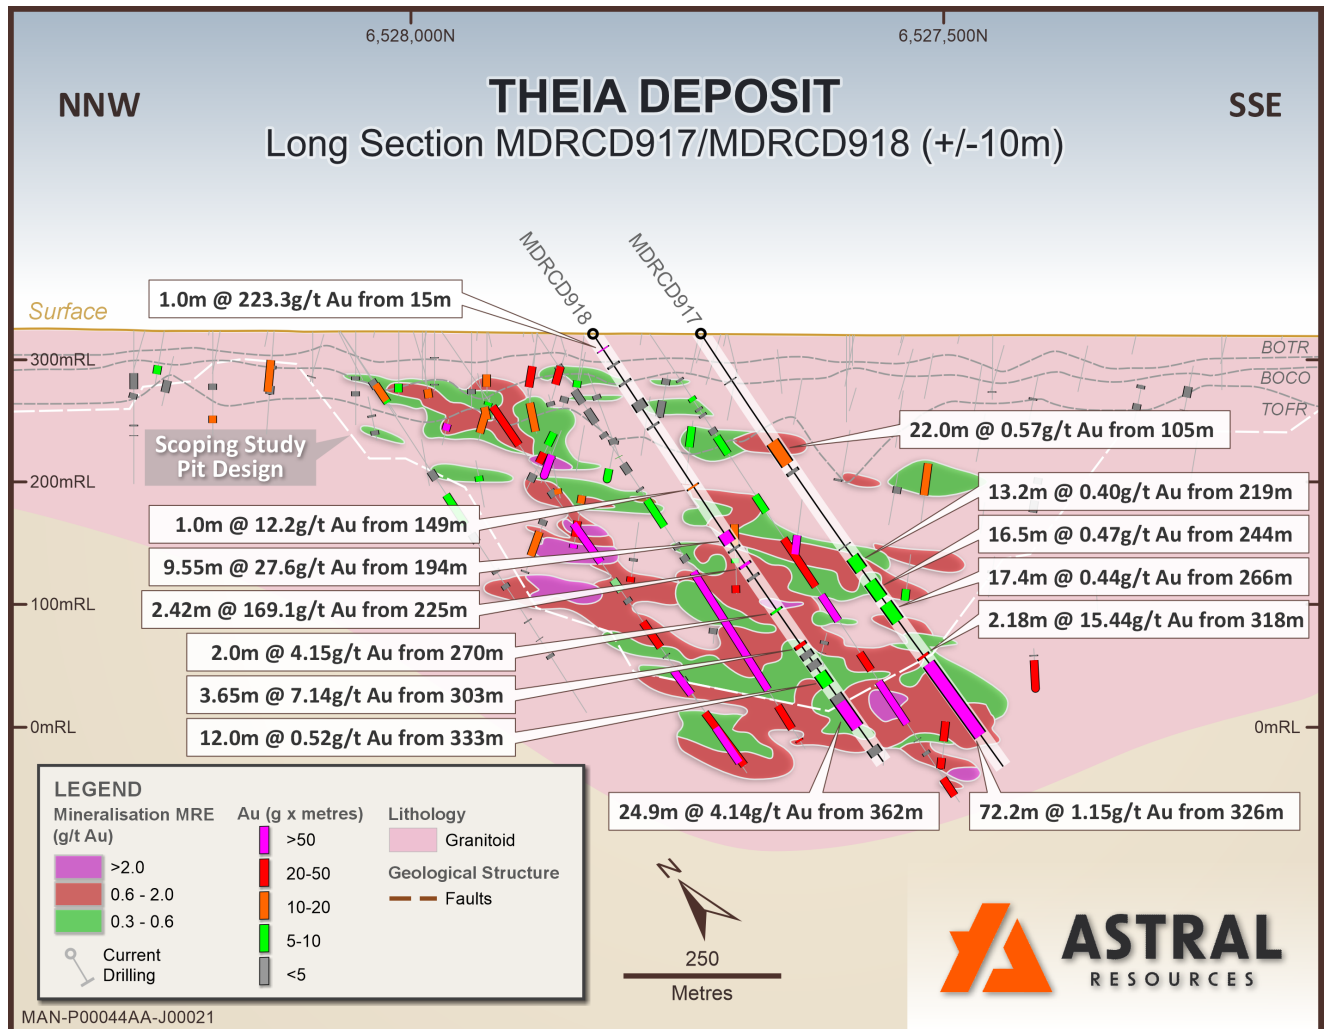 6,528,000N
6,527,500N
NNW
THEIA DEPOSIT
SSE
Long Section MDRCD917/MDRCD918 (+/-10m)
MDRCD918
MDRCD917
1.0m @ 223.3g/t Au from 15m
Surface
300mRL
BOTR
BOCO
TOFR
22.0m @ 0.57g/t Au from 105m
Scoping Study
Pit Design
200mRL
13.2m @ 0.40g/t Au from 219m
1.0m @ 12.2g/t Au from 149m
16.5m @ 0.47g/t Au from 244m
9.55m @ 27.6g/t Au from 194m
17.4m @ 0.44g/t Au from 266m
100mRL
2.42m @ 169.1g/t Au from 225m
2.18m @ 15.44g/t Au from 318m
2.0m @ 4.15g/t Au from 270m
3.65m @ 7.14g/t Au from 303m
0mRL
0mRL
12.0m @ 0.52g/t Au from 333m
24.9m @ 4.14g/t Au from 362m
72.2m @ 1.15g/t Au from 326m
LEGEND
Mineralisation MRE
(g/t Au)
>2.0
0.6 - 2.0
0.3 - 0.6
Current
Drilling
Au (g x metres)
>50
20-50
10-20
5-10
<5
Lithology
Granitoid
Geological Structure
Faults
N
250
Metres
ASTRAL
RESOURCES
MAN-P00044AA-J00021